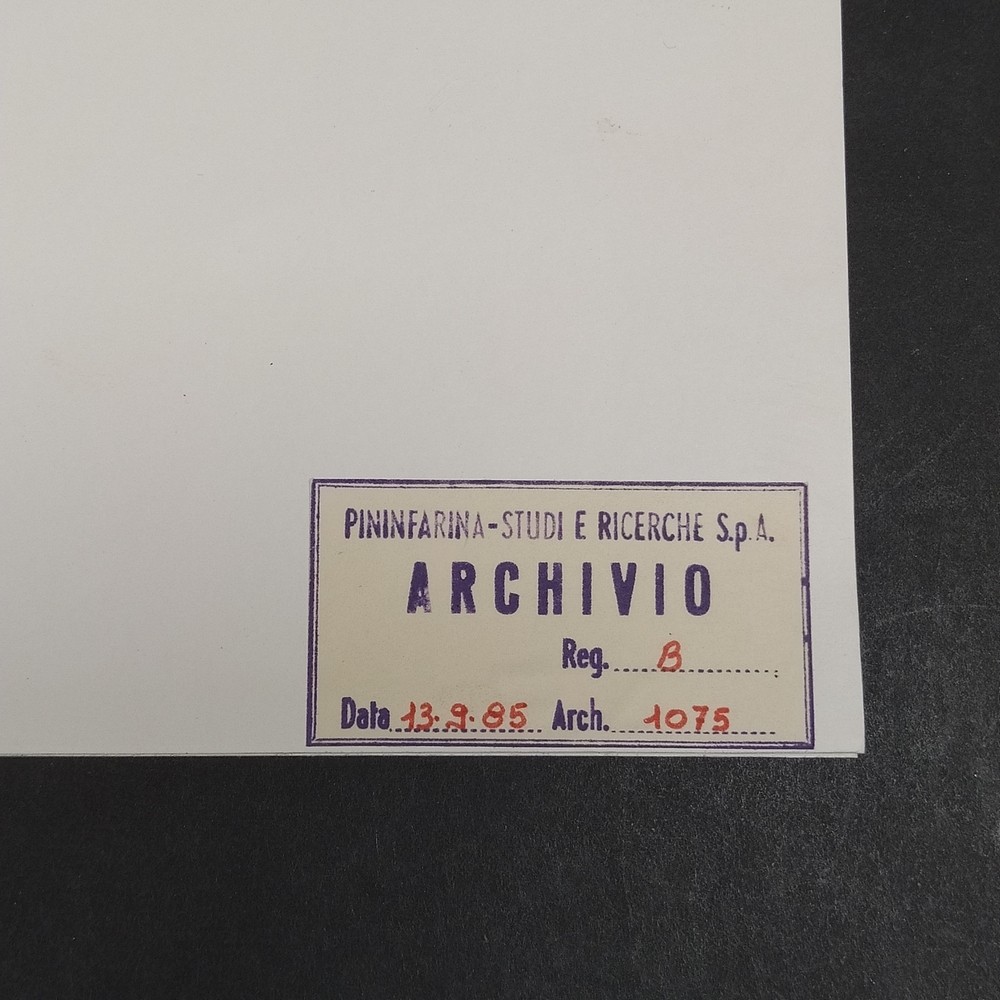 PININFARINA-STUDI E RICERCHE S.p.A.
ARCHIVIO
Reg. B
Data 13.9.85 Arch. 1075